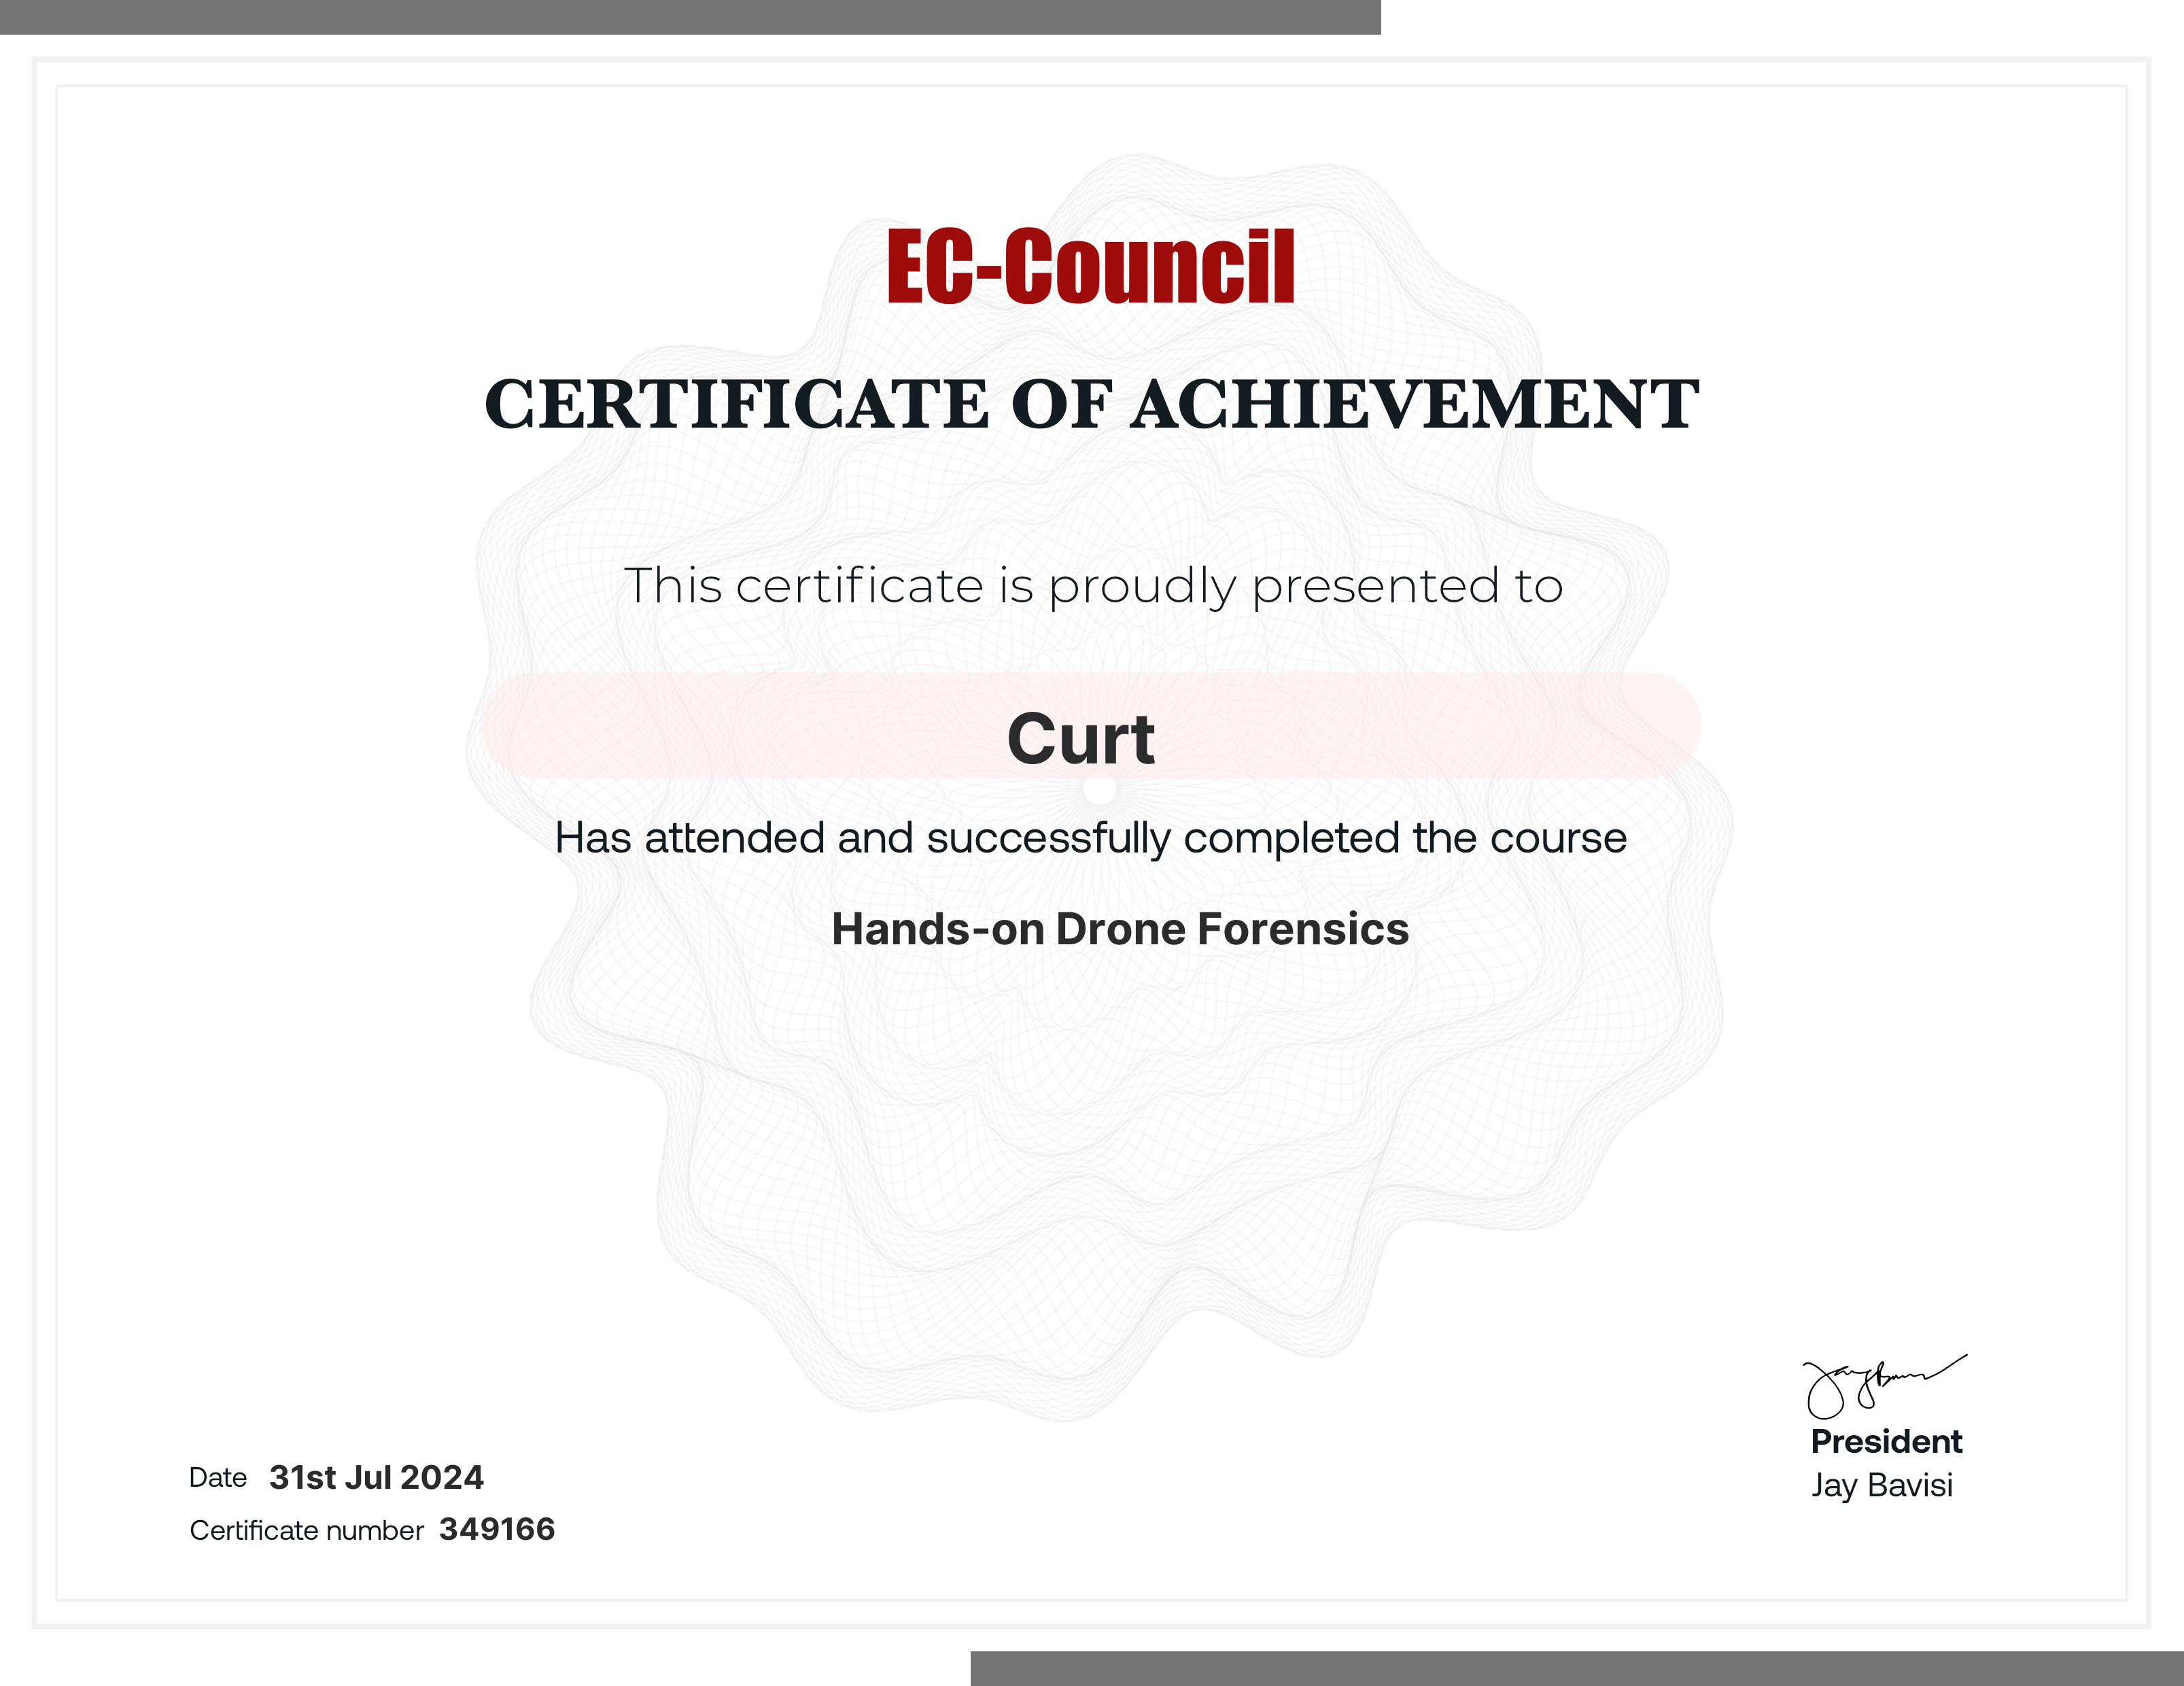 EC-Council
CERTIFICATE OF ACHIEVEMENT
This certificate is proudly presented to
Curt
Has attended and successfully completed the course
Hands-on Drone Forensics
President
Jay Bavisi
Date 31st Jul 2024
Certificate number 349166